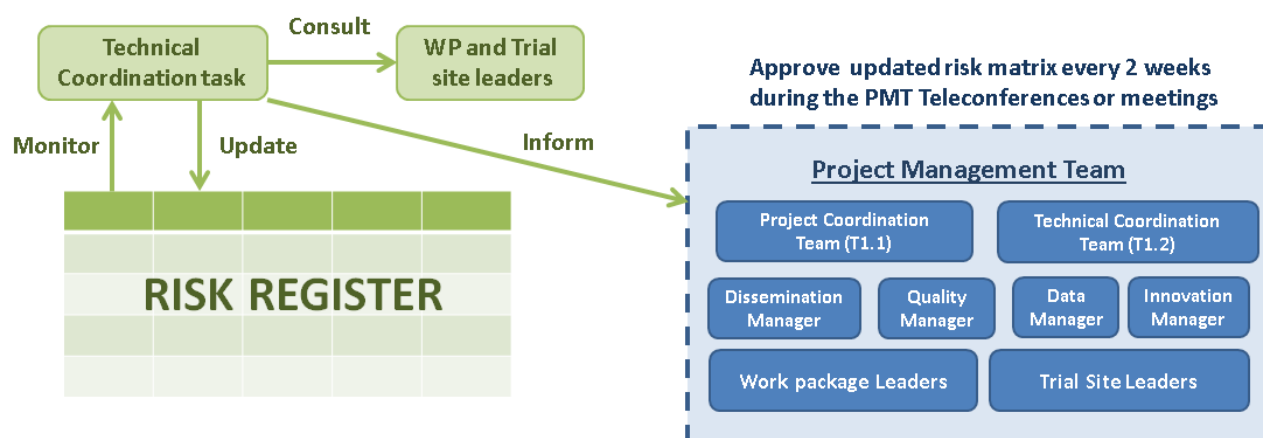 Technical
Coordination task
Consult
WP and Trial
site leaders
Monitor
Update
Inform
RISK REGISTER
Approve updated risk matrix every 2 weeks
during the PMT Teleconferences or meetings
Project Management Team
Project Coordination
Team (T1.1)
Technical Coordination
Team (T1.2)
Dissemination
Manager
Quality
Manager
Data
Manager
Innovation
Manager
Work package Leaders
Trial Site Leaders